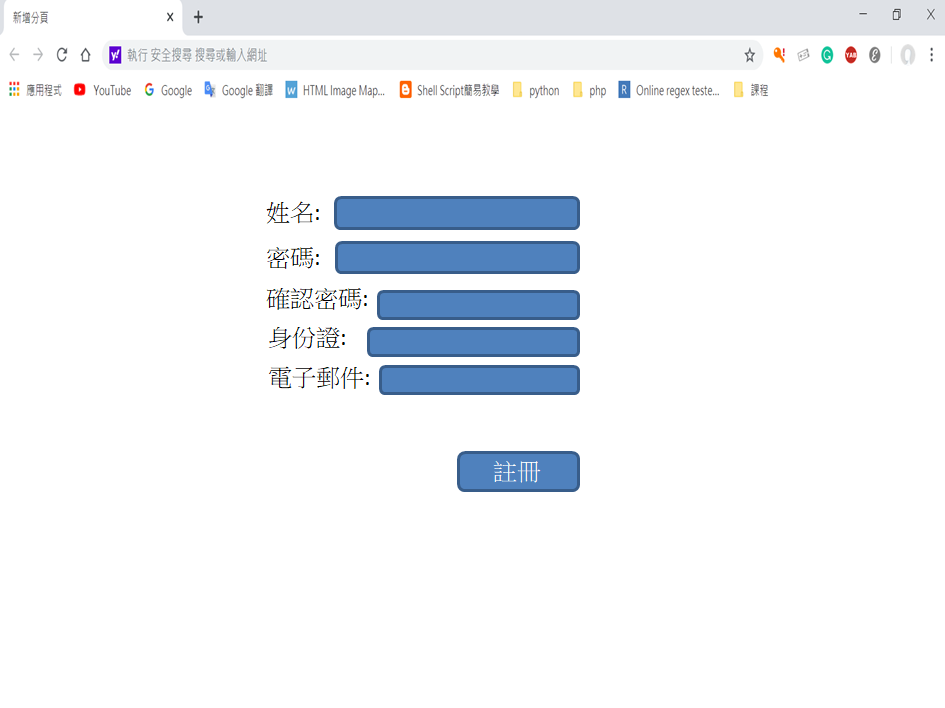 新增分頁
執行 安全搜尋 搜尋或輸入網址
應用程式 YouTube Google Google 翻譯 HTML Image Map... Shell Script簡易教學 python php Online regex teste... 課程
姓名:
密碼:
確認密碼:
身份證:
電子郵件:
註冊